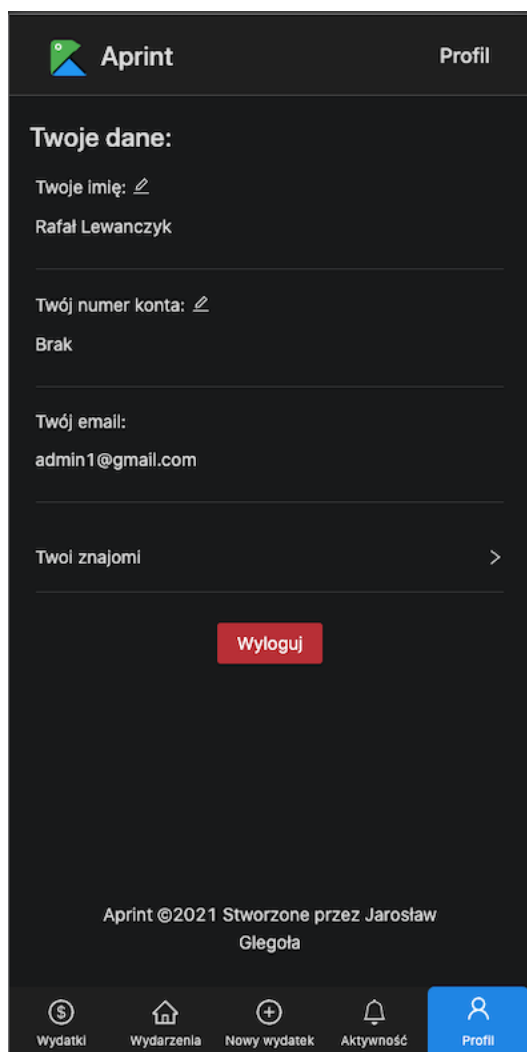 Aprint
Profil
Twoje dane:
Twoje imię:
Rafał Lewanczyk
Twój numer konta:
Brak
Twój email:
admin1@gmail.com
Twoi znajomi
Wyloguj
Aprint ©2021 Stworzone przez Jarosław
Glegoła
Wydatki
Wydarzenia
Nowy wydatek
Aktywność
Profil